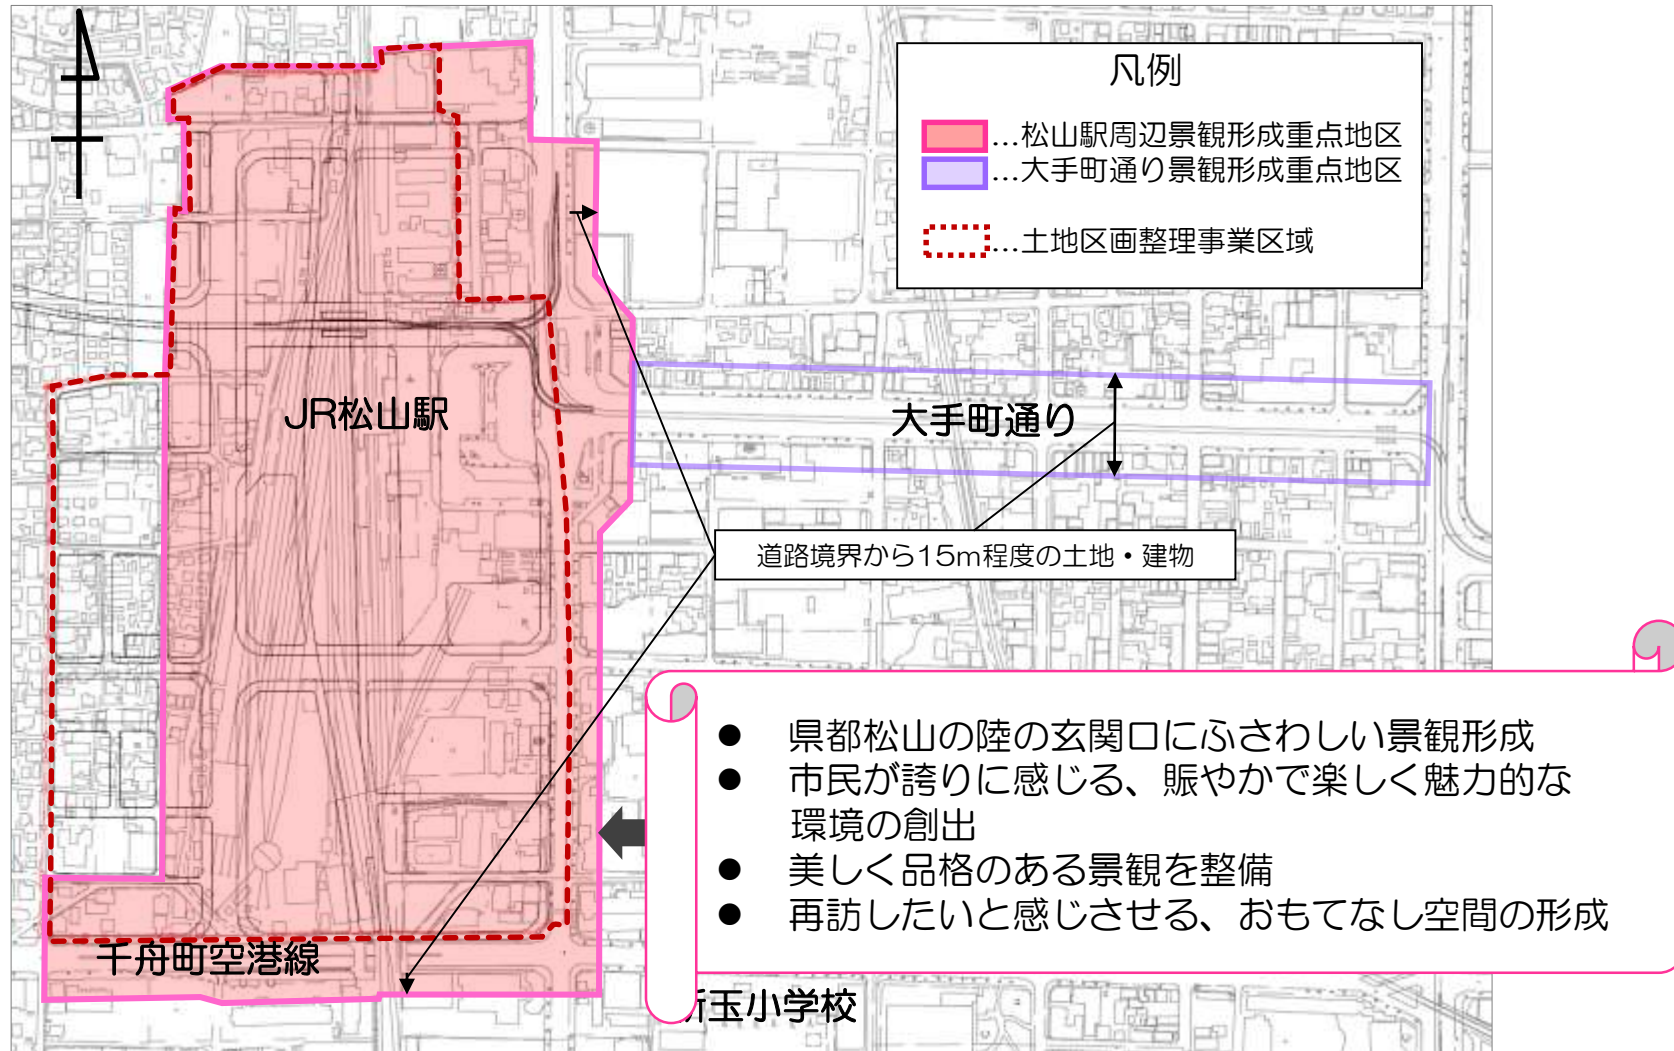 凡例
…松山駅周辺景観形成重点地区
…大手町通り景観形成重点地区
…土地区画整理事業区域
JR松山駅
大手町通り
道路境界から15m程度の土地・建物
● 県都松山の陸の玄関口にふさわしい景観形成
● 市民が誇りに感じる、賑やかで楽しく魅力的な
環境の創出
● 美しく品格のある景観を整備
● 再訪したいと感じさせる、おもてなし空間の形成
千舟町空港線
新玉小学校